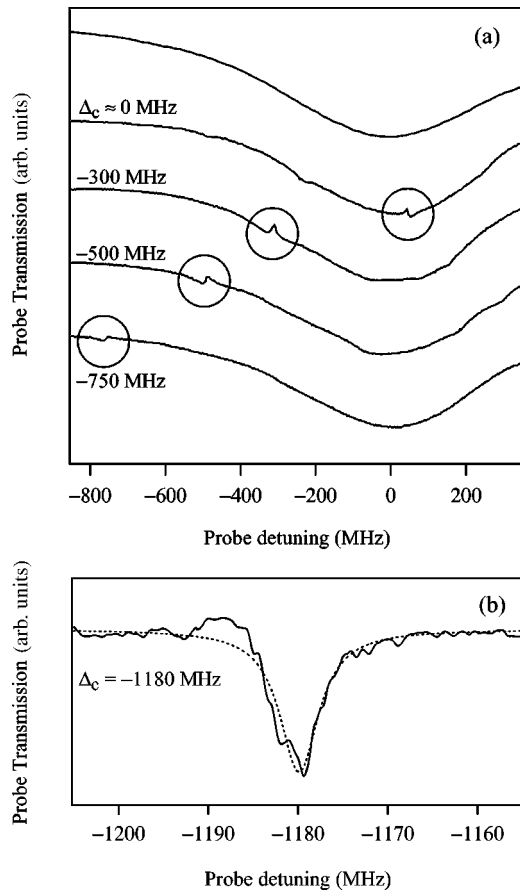 (a)
Δc ≈ 0 MHz
−300 MHz
−500 MHz
−750 MHz
Probe Transmission (arb. units)
−800 −600 −400 −200 0 200
Probe detuning (MHz)
(b)
Δc = −1180 MHz
Probe Transmission (arb. units)
−1200 −1190 −1180 −1170 −1160
Probe detuning (MHz)